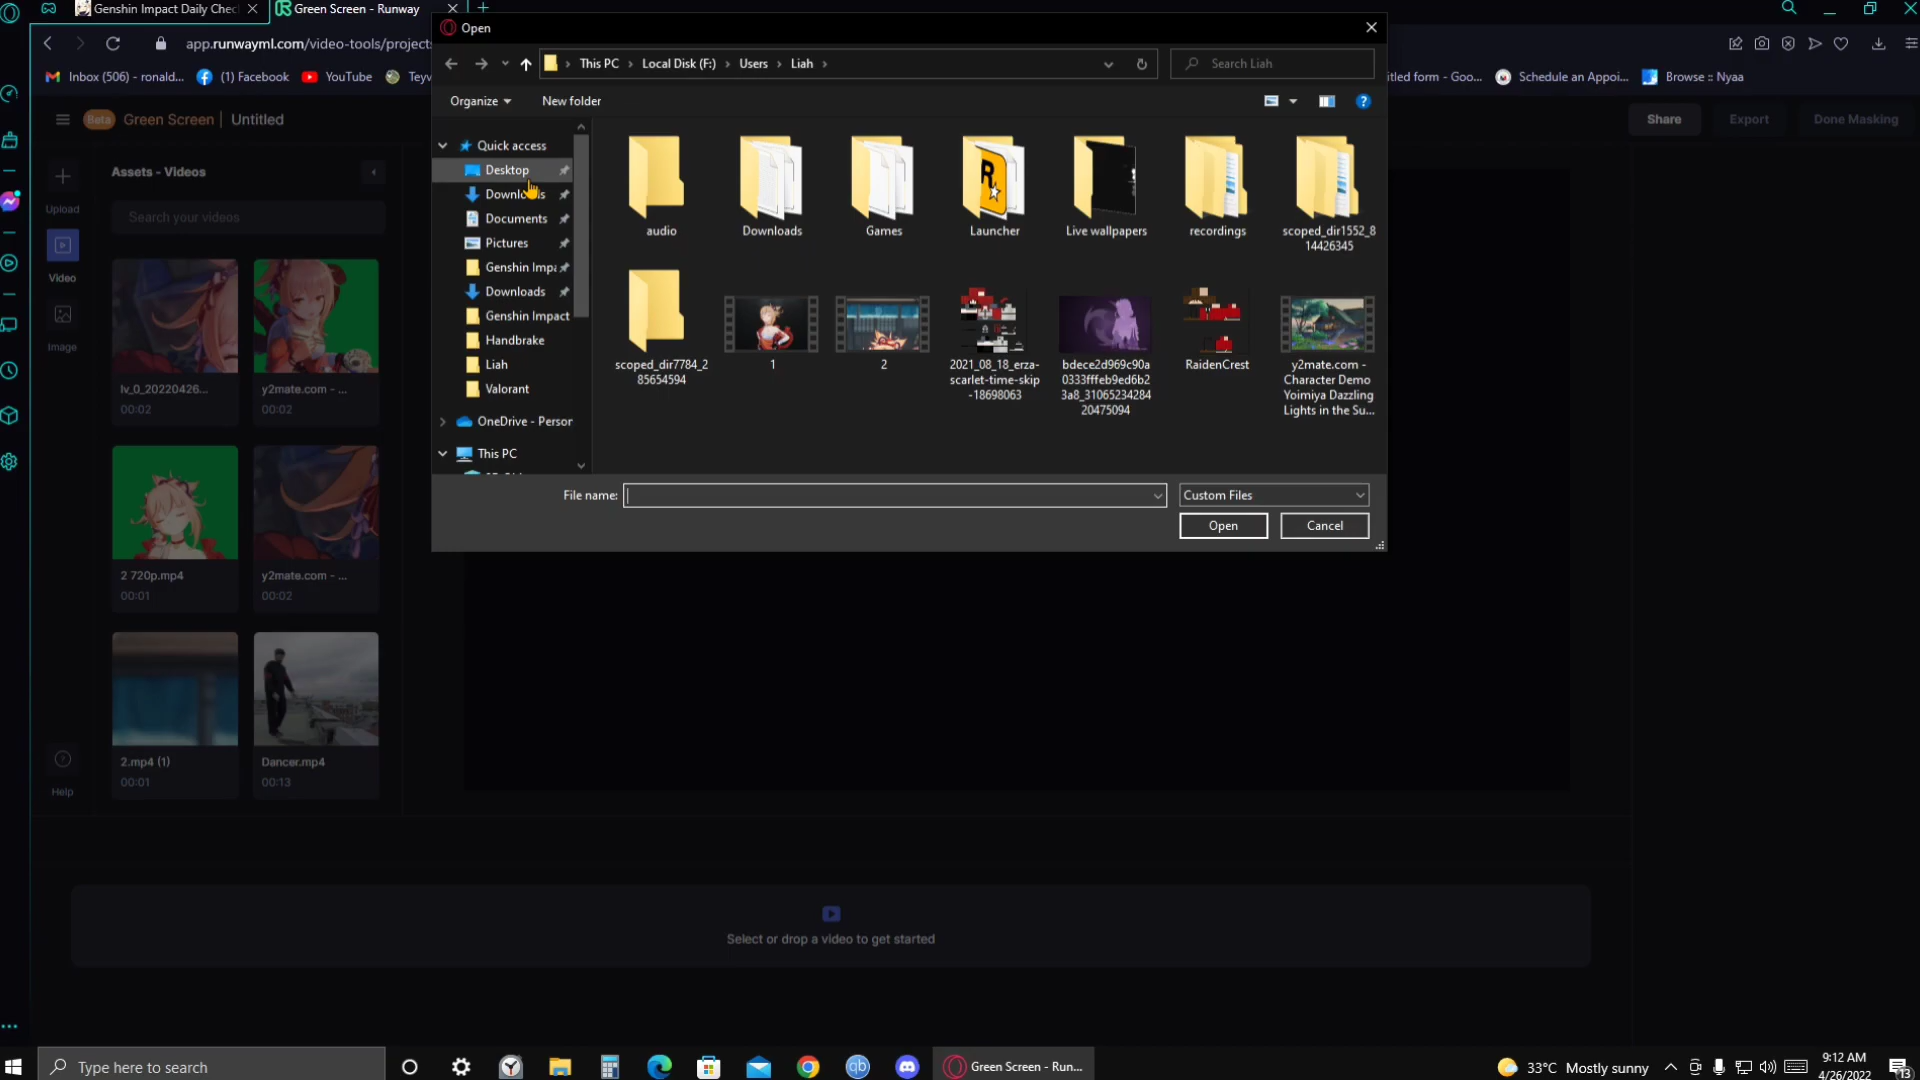 Genshin Impact Daily Chec
Green Screen - Runway
app.runwayml.com/video-tools/projects
Inbox (506) - ronald...
(1) Facebook
YouTube
Teyv
itled form - Goo...
Schedule an Appoi...
Browse :: Nyaa
Beta
Green Screen | Untitled
Share
Export
Done Masking
Upload
Video
Image
Help
Assets - Videos
Search your videos
lv_0_20220426...
00:02
y2mate.com - ...
00:02
2 720p.mp4
00:01
y2mate.com - ...
00:02
2.mp4 (1)
00:01
Dancer.mp4
00:13
Open
This PC
Local Disk (F:)
Users
Liah
Search Liah
Organize
New folder
Quick access
Desktop
Documents
Pictures
Genshin Impa
Downloads
Genshin Impact
Handbrake
Liah
Valorant
OneDrive - Person
This PC
audio
Downloads
Games
Launcher
Live wallpapers
recordings
scoped_dir1552_8
14426345
scoped_dir7784_2
85654594
1
2
2021_08_18_erza-
scarlet-time-skip
-18698063
bdece2d969c90a
0333fffeb9ed6b2
3a8_31065234284
20475094
RaidenCrest
y2mate.com -
Character Demo
Yoimiya Dazzling
Lights in the Su...
File name:
Custom Files
Open
Cancel
Select or drop a video to get started
Type here to search
Green Screen - Run...
33°C Mostly sunny
9:12 AM
4/26/2022
13